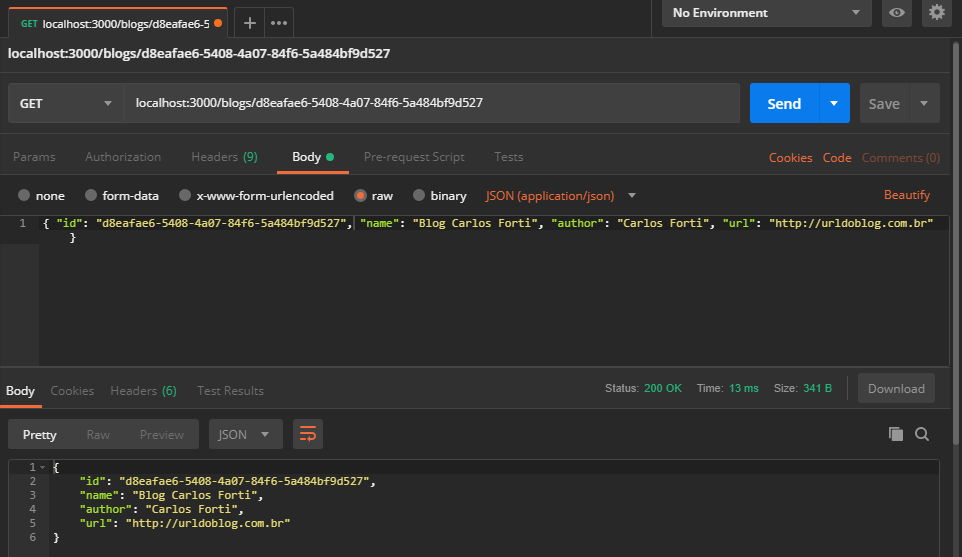 GET localhost:3000/blogs/d8eafae6-5
No Environment
localhost:3000/blogs/d8eafae6-5408-4a07-84f6-5a484bf9d527
GET localhost:3000/blogs/d8eafae6-5408-4a07-84f6-5a484bf9d527 Send Save
Params Authorization Headers (9) Body Pre-request Script Tests Cookies Code Comments (0)
none form-data x-www-form-urlencoded raw binary JSON (application/json) Beautify
1 { "id": "d8eafae6-5408-4a07-84f6-5a484bf9d527", "name": "Blog Carlos Forti", "author": "Carlos Forti", "url": "http://urldoblog.com.br"
}
Body Cookies Headers (6) Test Results Status: 200 OK Time: 13 ms Size: 341 B Download
Pretty Raw Preview JSON
1 {
2 "id": "d8eafae6-5408-4a07-84f6-5a484bf9d527",
3 "name": "Blog Carlos Forti",
4 "author": "Carlos Forti",
5 "url": "http://urldoblog.com.br"
6 }